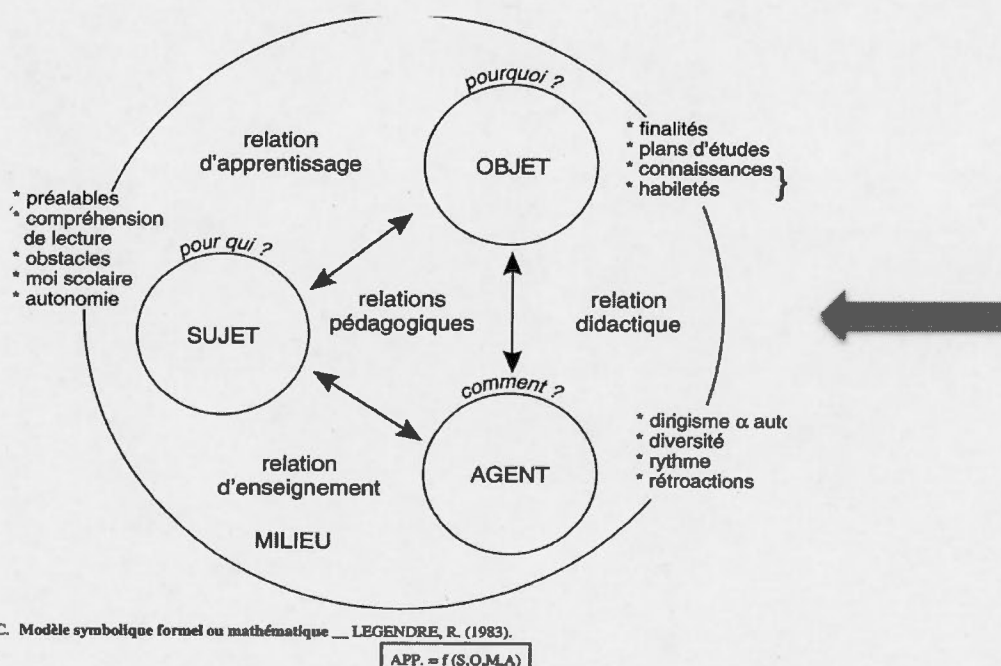 pourquoi ?
OBJET
* finalités
* plans d'études
* connaissances }
* habiletés
relation
d'apprentissage
* préalables
* compréhension
de lecture
* obstacles
* moi scolaire
* autonomie
pour qui ?
SUJET
relations
pédagogiques
relation
didactique
comment ?
AGENT
* dirigisme α auto
* diversité
* rythme
* rétroactions
relation
d'enseignement
MILIEU
C. Modèle symbolique formel ou mathématique __ LEGENDRE, R. (1983).
APP. = f (S,O,M,A)